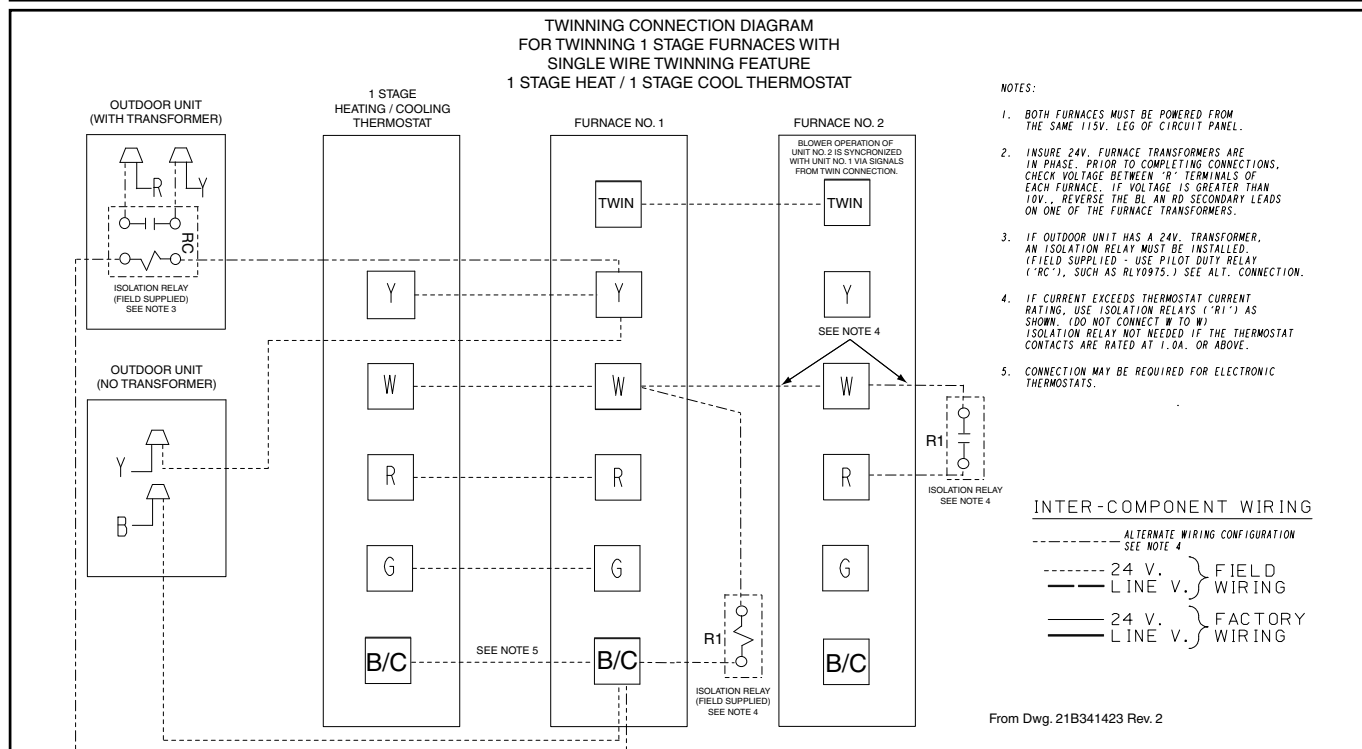 TWINNING CONNECTION DIAGRAM
FOR TWINNING 1 STAGE FURNACES WITH
SINGLE WIRE TWINNING FEATURE
1 STAGE HEAT / 1 STAGE COOL THERMOSTAT
OUTDOOR UNIT
(WITH TRANSFORMER)
R
Y
RC
ISOLATION RELAY
(FIELD SUPPLIED)
SEE NOTE 3
OUTDOOR UNIT
(NO TRANSFORMER)
Y
B
1 STAGE
HEATING / COOLING
THERMOSTAT
Y
W
R
G
B/C
SEE NOTE 5
FURNACE NO. 1
TWIN
Y
W
R
G
B/C
R1
ISOLATION RELAY
(FIELD SUPPLIED)
SEE NOTE 4
FURNACE NO. 2
BLOWER OPERATION OF
UNIT NO. 2 IS SYNCRONIZED
WITH UNIT NO. 1 VIA SIGNALS
FROM TWIN CONNECTION.
TWIN
Y
SEE NOTE 4
W
R
G
B/C
R1
ISOLATION RELAY
SEE NOTE 4
NOTES:
1. BOTH FURNACES MUST BE POWERED FROM
THE SAME 115V. LEG OF CIRCUIT PANEL.
2. INSURE 24V. FURNACE TRANSFORMERS ARE
IN PHASE. PRIOR TO COMPLETING CONNECTIONS,
CHECK VOLTAGE BETWEEN 'R' TERMINALS OF
EACH FURNACE. IF VOLTAGE IS GREATER THAN
10V., REVERSE THE BL AN RD SECONDARY LEADS
ON ONE OF THE FURNACE TRANSFORMERS.
3. IF OUTDOOR UNIT HAS A 24V. TRANSFORMER,
AN ISOLATION RELAY MUST BE INSTALLED.
(FIELD SUPPLIED - USE PILOT DUTY RELAY
('RC'), SUCH AS RLY0975.) SEE ALT. CONNECTION.
4. IF CURRENT EXCEEDS THERMOSTAT CURRENT
RATING, USE ISOLATION RELAYS ('R1') AS
SHOWN. (DO NOT CONNECT W TO W)
ISOLATION RELAY NOT NEEDED IF THE THERMOSTAT
CONTACTS ARE RATED AT 1.0A. OR ABOVE.
5. CONNECTION MAY BE REQUIRED FOR ELECTRONIC
THERMOSTATS.
INTER-COMPONENT WIRING
ALTERNATE WIRING CONFIGURATION
SEE NOTE 4
24 V.
LINE V.
FIELD
WIRING
24 V.
LINE V.
FACTORY
WIRING
From Dwg. 21B341423 Rev. 2